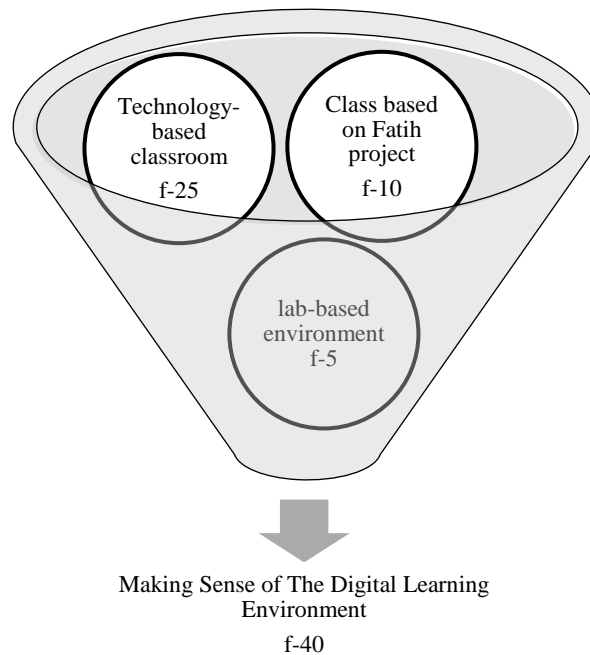 Technology-
based
classroom
f-25
Class based
on Fatih
project
f-10
lab-based
environment
f-5
Making Sense of The Digital Learning
Environment
f-40